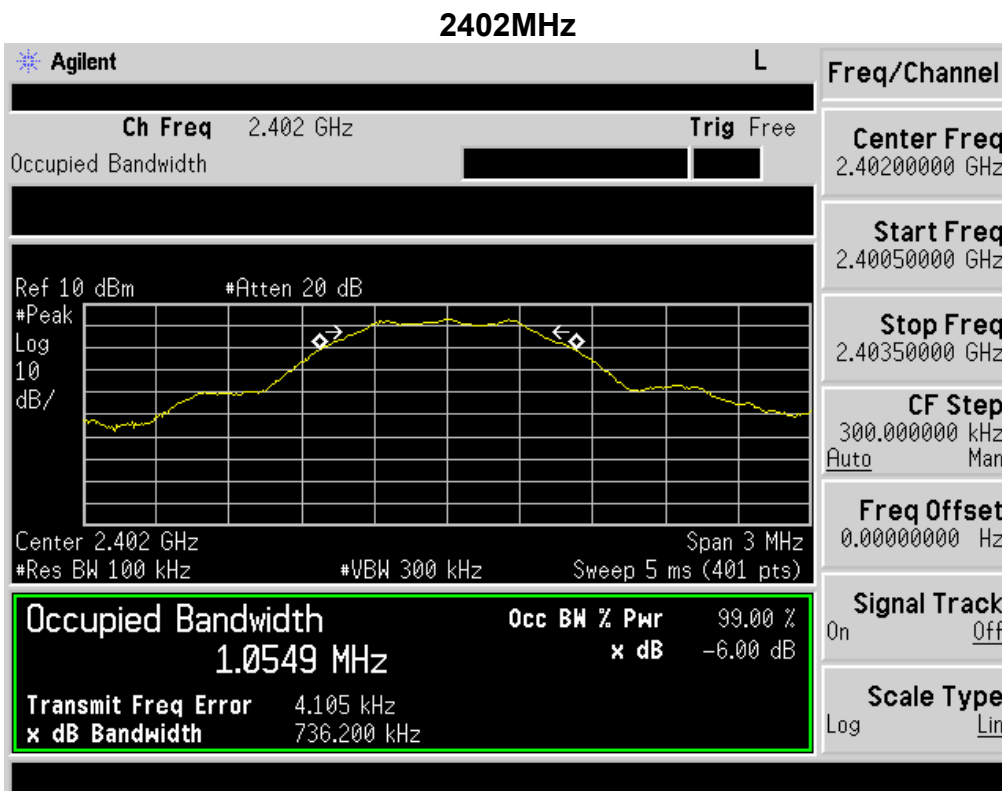 2402MHz
Agilent
L
Ch Freq 2.402 GHz
Trig Free
Occupied Bandwidth
Ref 10 dBm
#Atten 20 dB
#Peak
Log
10
dB/
Center 2.402 GHz
Span 3 MHz
#Res BW 100 kHz
#VBW 300 kHz
Sweep 5 ms (401 pts)
Occupied Bandwidth
1.0549 MHz
Occ BW % Pwr 99.00 %
x dB -6.00 dB
Transmit Freq Error 4.105 kHz
x dB Bandwidth 736.200 kHz
Freq/Channel
Center Freq
2.40200000 GHz
Start Freq
2.40050000 GHz
Stop Freq
2.40350000 GHz
CF Step
300.000000 kHz
Auto Man
Freq Offset
0.00000000 Hz
Signal Track
On Off
Scale Type
Log Lin